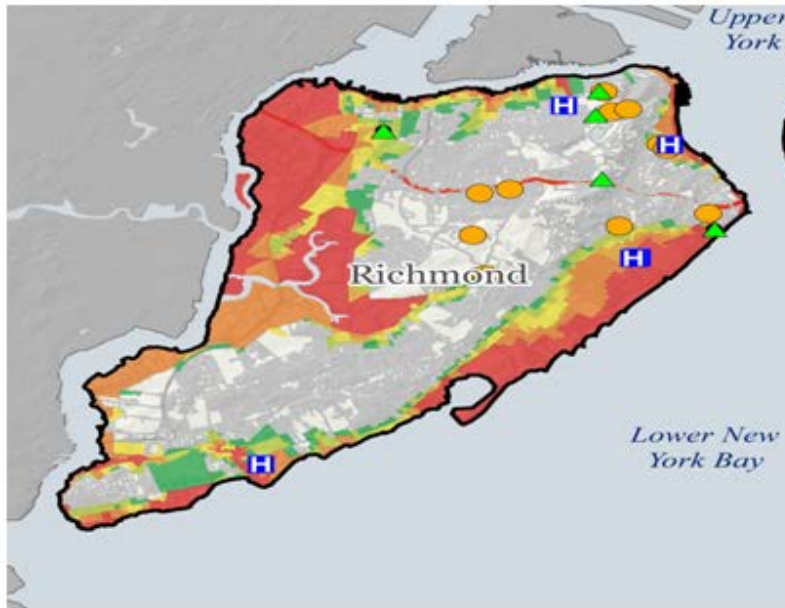 Upper
York
H
H
H
Richmond
Lower New
York Bay
H